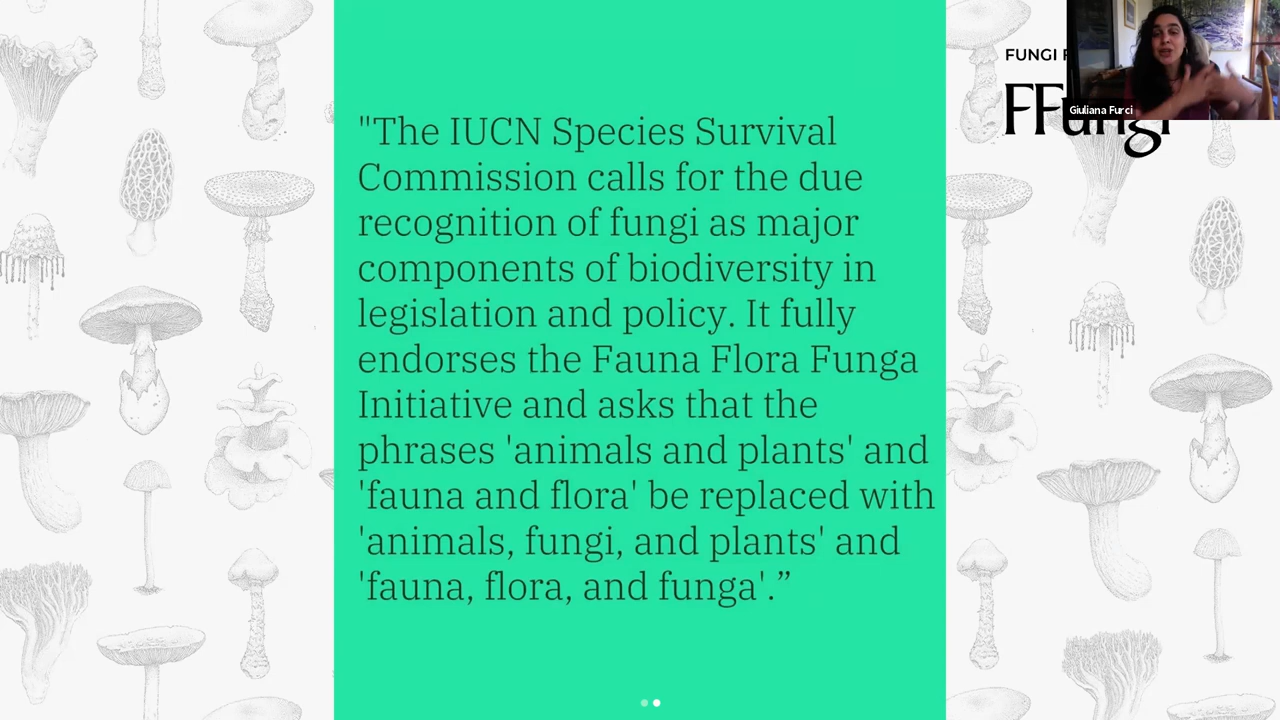 "The IUCN Species Survival
Commission calls for the due
recognition of fungi as major
components of biodiversity in
legislation and policy. It fully
endorses the Fauna Flora Funga
Initiative and asks that the
phrases 'animals and plants' and
'fauna and flora' be replaced with
'animals, fungi, and plants' and
'fauna, flora, and funga'.”
FUNGI
FFungi
Giuliana Furci